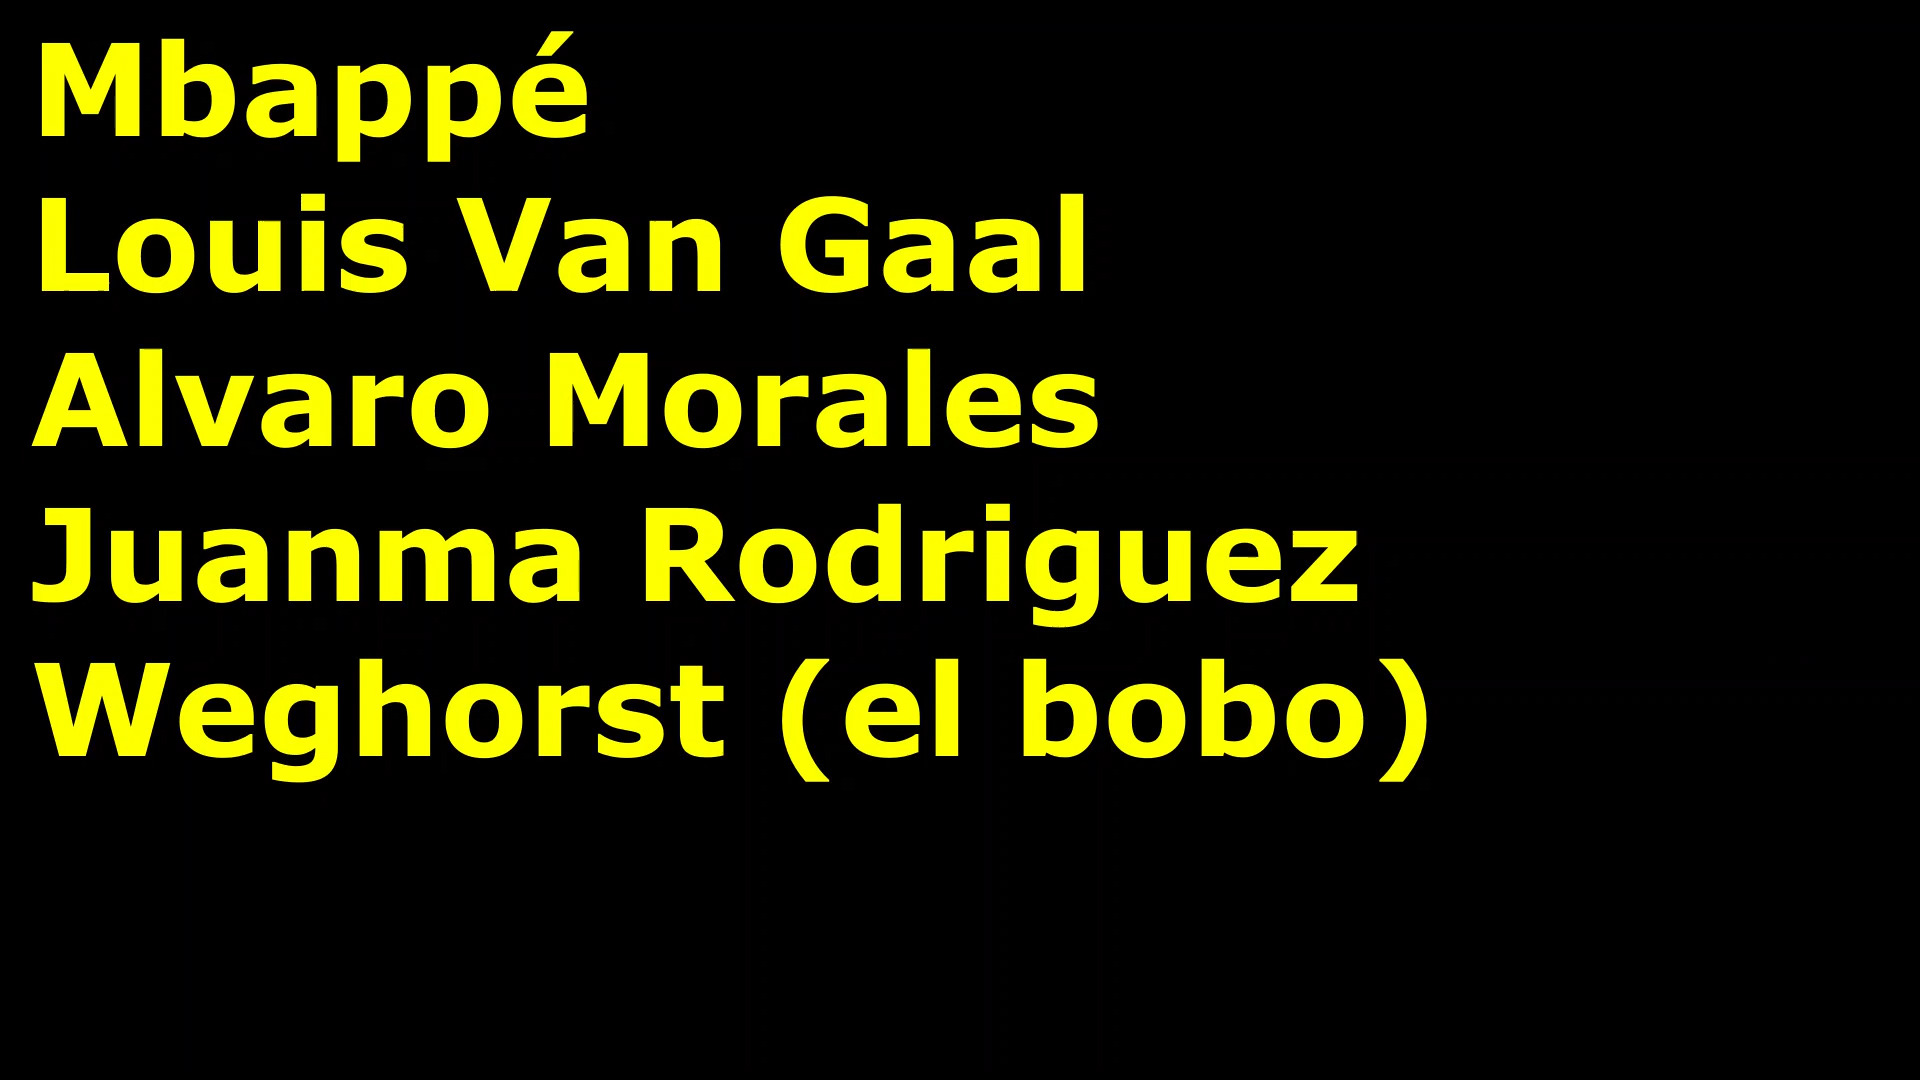 Mbappé
Louis Van Gaal
Alvaro Morales
Juanma Rodriguez
Weghorst (el bobo)